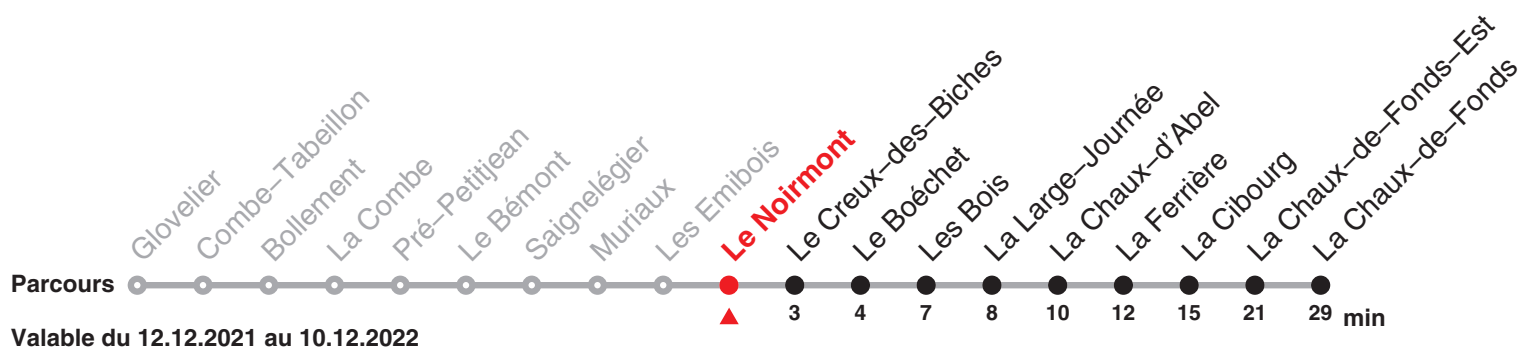 Glovelier
Combe–Tabeillon
Bollement
La Combe
Pré–Petitjean
Le Bémont
Saignelégier
Muriaux
Les Emibois
Le Noirmont
Le Creux–des–Biches
Le Boéchet
Les Bois
La Large–Journée
La Chaux–d'Abel
La Ferrière
La Cibourg
La Chaux–de–Fonds–Est
La Chaux–de–Fonds
Parcours
3 4 7 8 10 12 15 21 29 min
Valable du 12.12.2021 au 10.12.2022